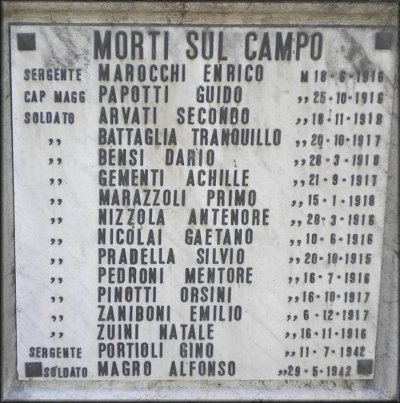 MORTI SUL CAMPO
SERGENTE MAROCCHI ENRICO M 18-6-1916
CAP MAGG PAPOTTI GUIDO ,, 25-10-1916
SOLDATO ARVATI SECONDO ,, 18-11-1918
,, BATTAGLIA TRANQUILLO ,, 20-10-1917
,, BENSI DARIO ,, 28-3-1918
,, GEMENTI ACHILLE ,, 21-9-1917
,, MARAZZOLI PRIMO ,, 15-1-1918
,, NIZZOLA ANTENORE ,, 28-3-1916
,, NICOLAI GAETANO ,, 10-6-1916
,, PRADELLA SILVIO ,, 20-10-1915
,, PEDRONI MENTORE ,, 16-7-1916
,, PINOTTI ORSINI ,, 16-10-1917
,, ZANIBONI EMILIO ,, 6-12-1917
,, ZUINI NATALE ,, 16-11-1916
SERGENTE PORTIOLI GINO ,, 11-7-1942
SOLDATO MAGRO ALFONSO ,, 29-5-1942